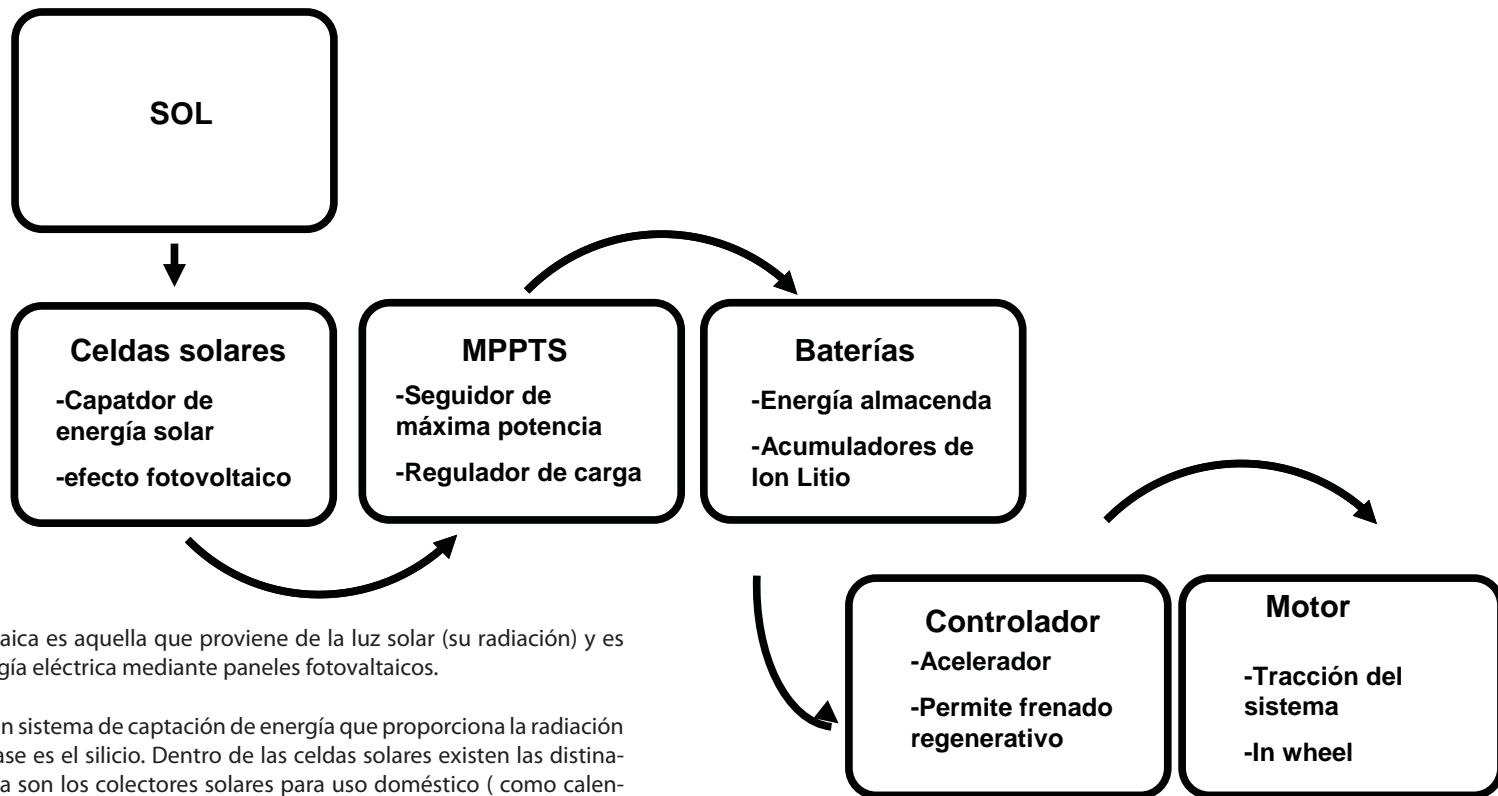 SOL
Celdas solares
-Capatdor de
energía solar
-efecto fotovoltaico
MPPTS
-Seguidor de
máxima potencia
-Regulador de carga
Baterías
-Energía almacenda
-Acumuladores de
Ion Litio
Controlador
-Acelerador
-Permite frenado
regenerativo
Motor
-Tracción del
sistema
-In wheel
aica es aquella que proviene de la luz solar (su radiación) y es
gía eléctrica mediante paneles fotovoltaicos.
n sistema de captación de energía que proporciona la radiación
ase es el silicio. Dentro de las celdas solares existen las distina-
a son los colectores solares para uso doméstico ( como calen-